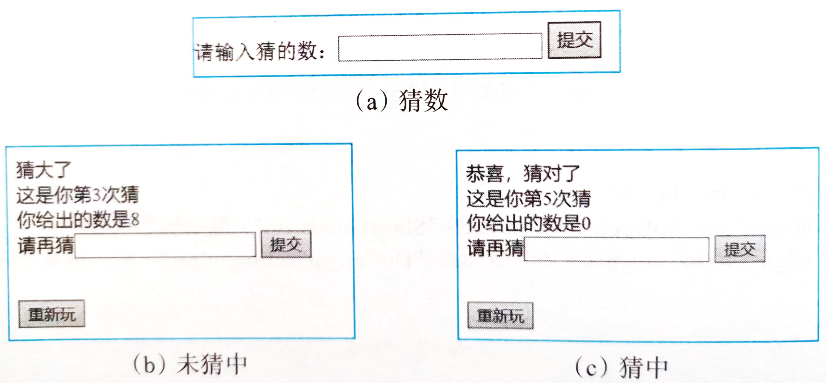 请输入猜的数： 提交
（a）猜数
猜大了
这是你第3次猜
你给出的数是8
请再猜 提交
重新玩
（b）未猜中
恭喜，猜对了
这是你第5次猜
你给出的数是0
请再猜 提交
重新玩
（c）猜中